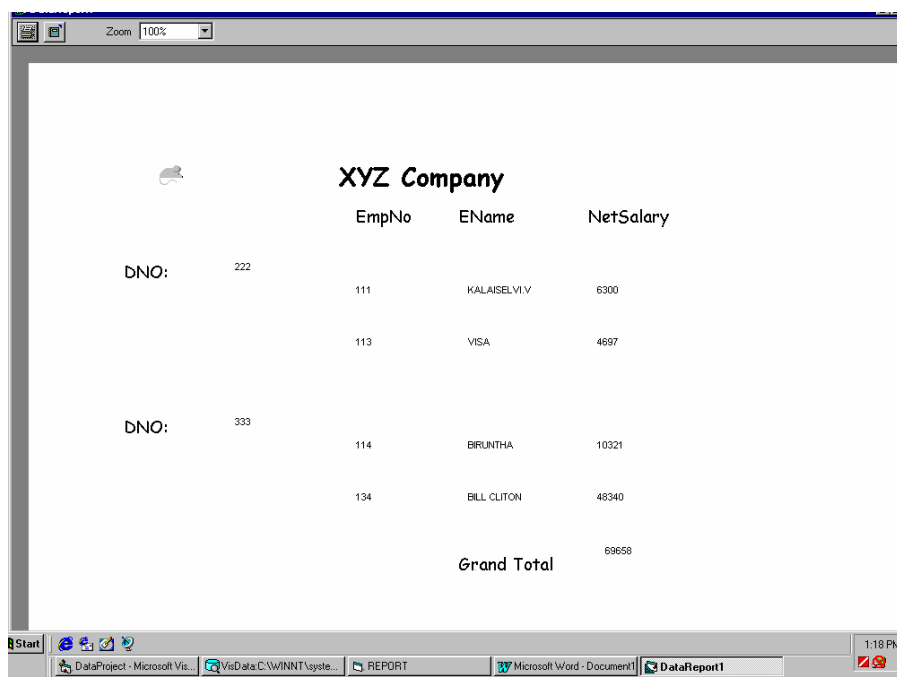 Zoom 100%
XYZ Company
EmpNo EName NetSalary
DNO: 222
111 KALAISELVI.V 6300
113 VISA 4697
DNO: 333
114 BIRUNTHA 10321
134 BILL CLITON 48340
Grand Total 69658
Start 1:18 PM
DataProject - Microsoft Vis... VisData:C:\WINNT\syste... REPORT Microsoft Word - Document1 DataReport1